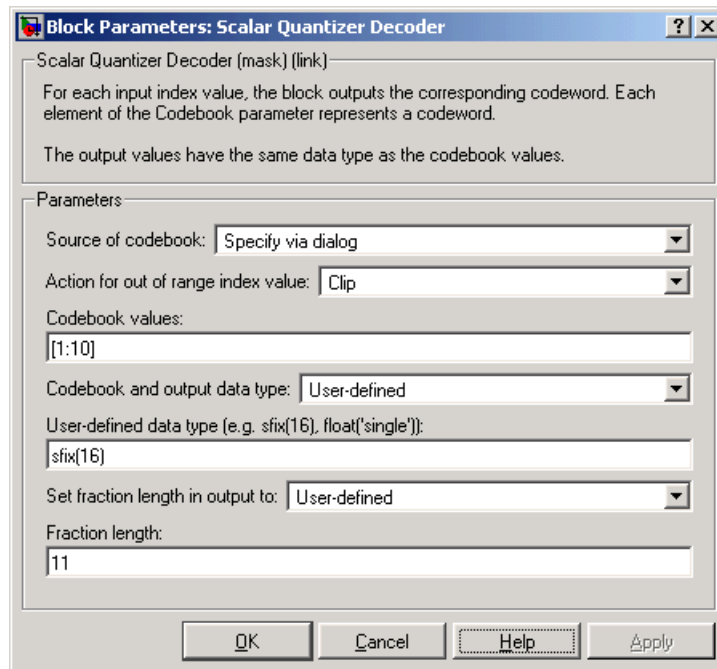 Block Parameters: Scalar Quantizer Decoder
Scalar Quantizer Decoder (mask) (link)
For each input index value, the block outputs the corresponding codeword. Each
element of the Codebook parameter represents a codeword.
The output values have the same data type as the codebook values.
Parameters
Source of codebook: Specify via dialog
Action for out of range index value: Clip
Codebook values:
[1:10]
Codebook and output data type: User-defined
User-defined data type (e.g. sfix(16), float('single')):
sfix(16)
Set fraction length in output to: User-defined
Fraction length:
11
OK Cancel Help Apply